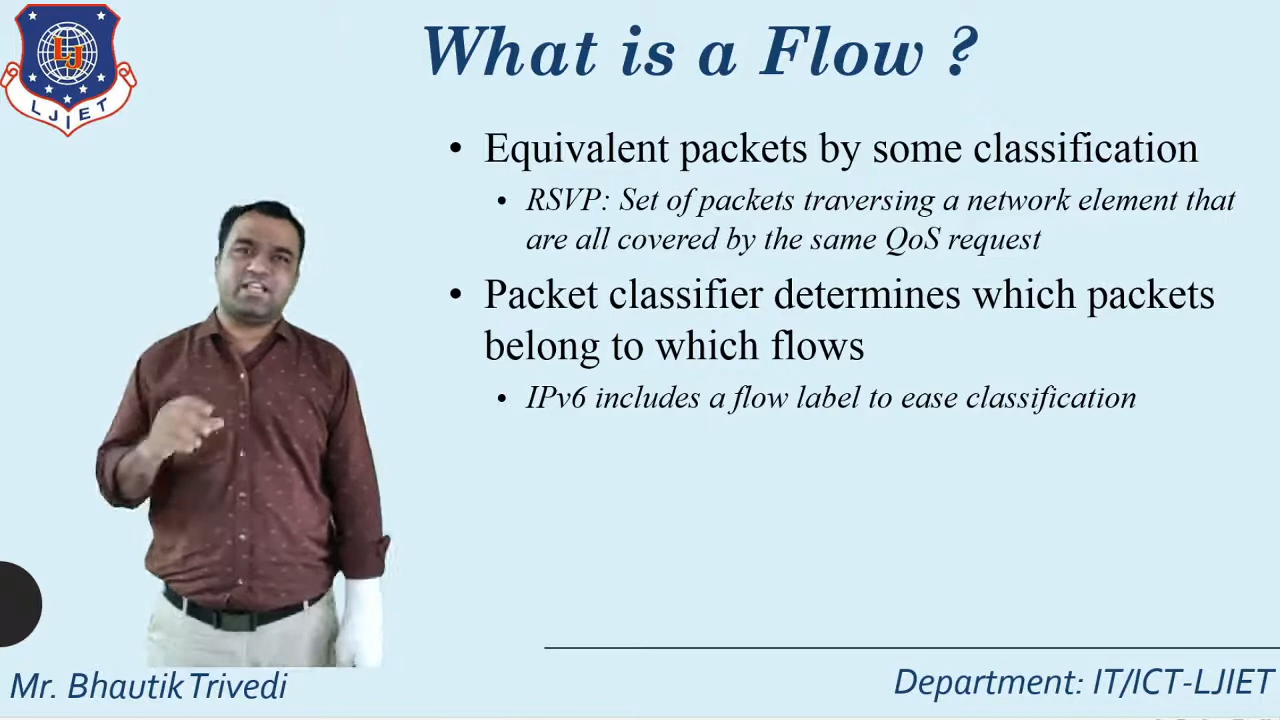 LJ
LJIET
What is a Flow ?
• Equivalent packets by some classification
• RSVP: Set of packets traversing a network element that
are all covered by the same QoS request
• Packet classifier determines which packets
belong to which flows
• IPv6 includes a flow label to ease classification
Mr. Bhautik Trivedi
Department: IT/ICT-LJIET